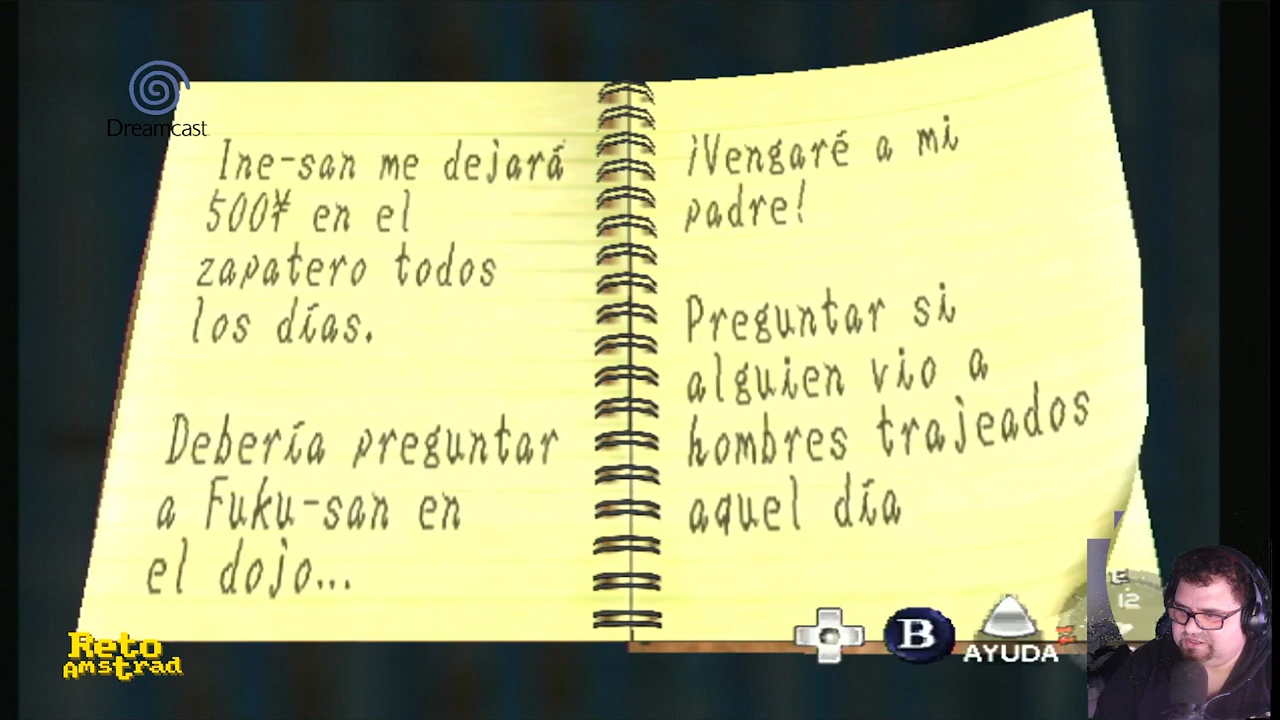 Dreamcast
Ine-san me dejará
500¥ en el
zapatero todos
los días.
Debería preguntar
a Fuku-san en
el dojo...
¡Vengaré a mi
padre!
Preguntar si
alguien vio a
hombres trajeados
aquel día
B
AYUDA
E
12
Reto
Amstrad